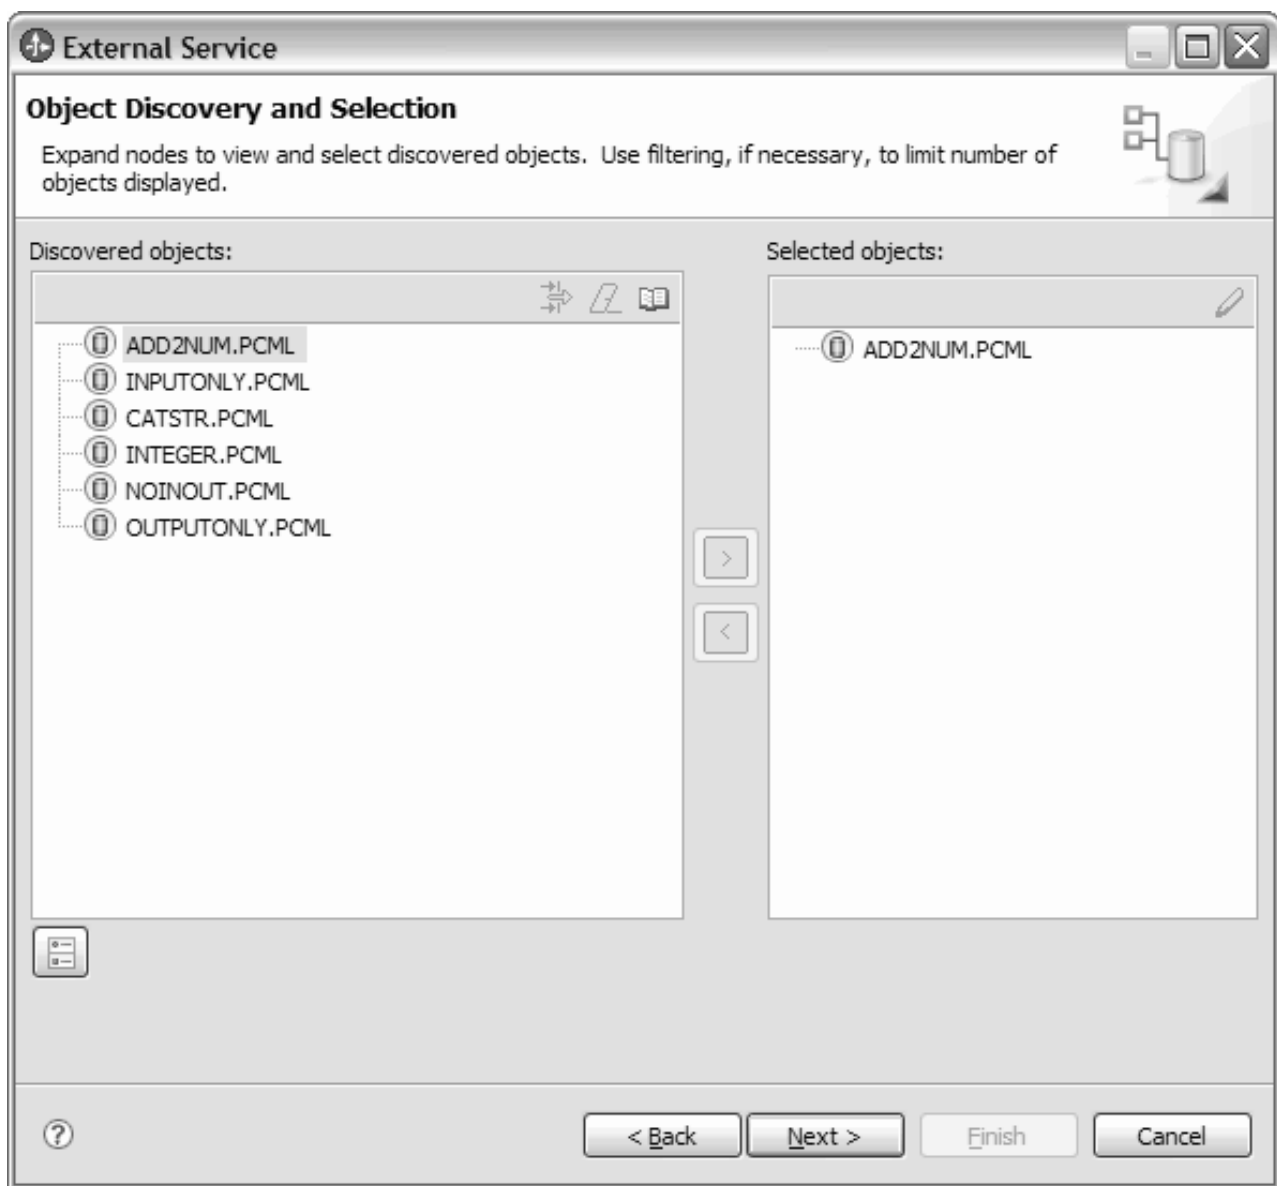 External Service
Object Discovery and Selection
Expand nodes to view and select discovered objects.  Use filtering, if necessary, to limit number of
objects displayed.
Discovered objects:
ADD2NUM.PCML
INPUTONLY.PCML
CATSTR.PCML
INTEGER.PCML
NOINOUT.PCML
OUTPUTONLY.PCML
>
<
Selected objects:
ADD2NUM.PCML
?
< Back
Next >
Finish
Cancel